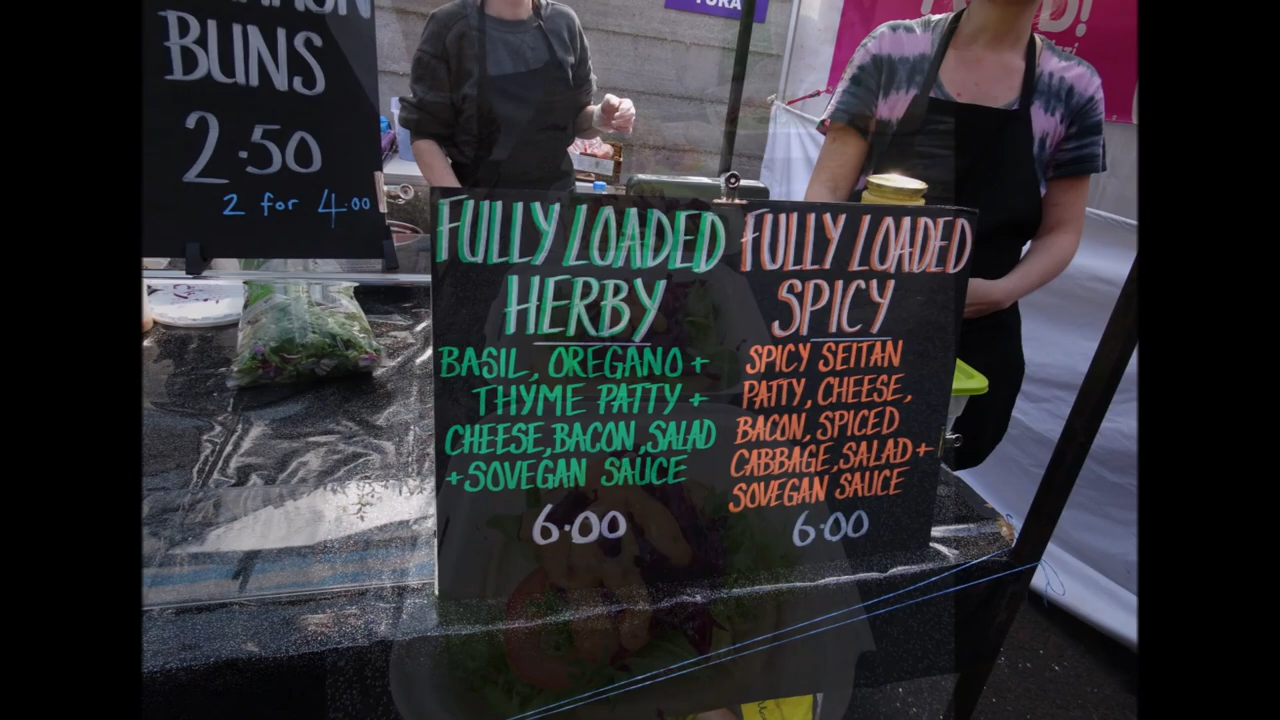 BUNS
2.50
2 for 4.00
FULLY LOADED
HERBY
BASIL, OREGANO +
THYME PATTY +
CHEESE, BACON, SALAD
+ SOVEGAN SAUCE
6.00
FULLY LOADED
SPICY
SPICY SEITAN
PATTY, CHEESE,
BACON, SPICED
CABBAGE, SALAD +
SOVEGAN SAUCE
6.00